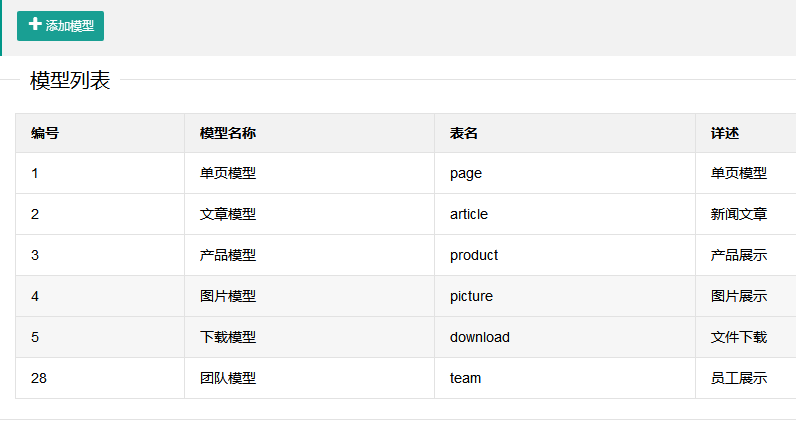 添加模型
模型列表
编号 模型名称 表名 详述
1 单页模型 page 单页模型
2 文章模型 article 新闻文章
3 产品模型 product 产品展示
4 图片模型 picture 图片展示
5 下载模型 download 文件下载
28 团队模型 team 员工展示